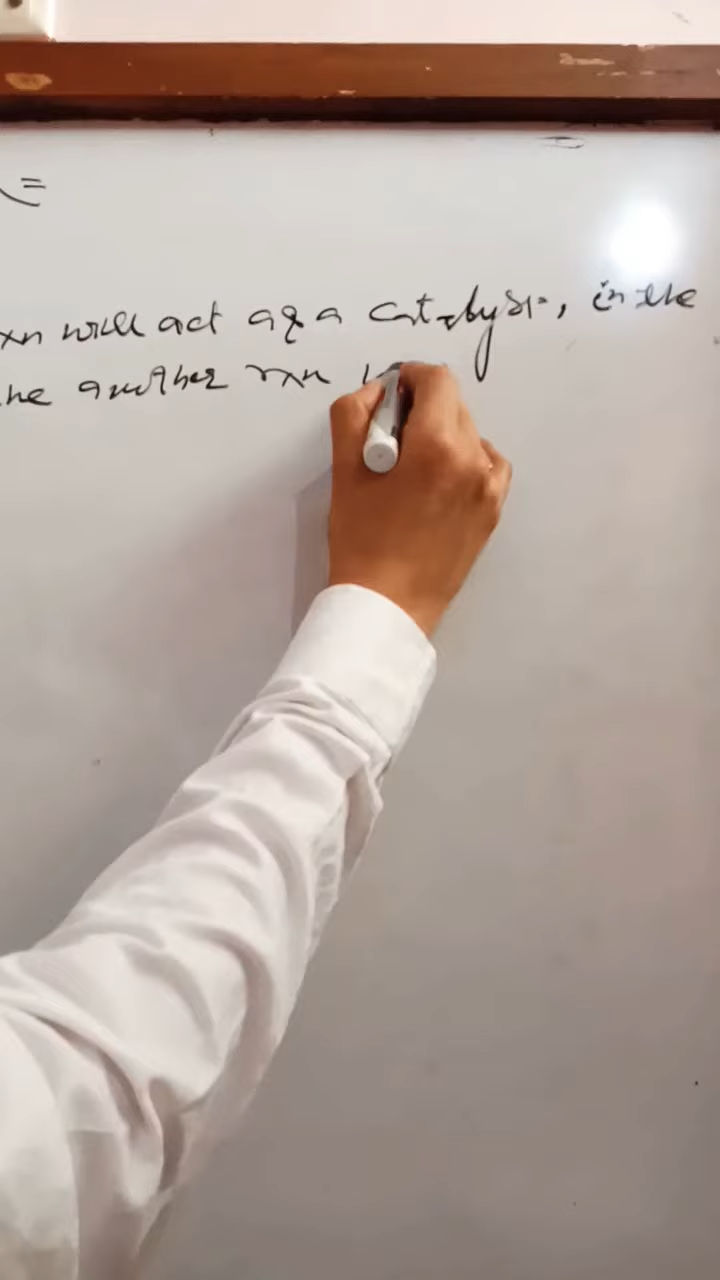 =
xn will act as a catalyst, in the
he another rxn